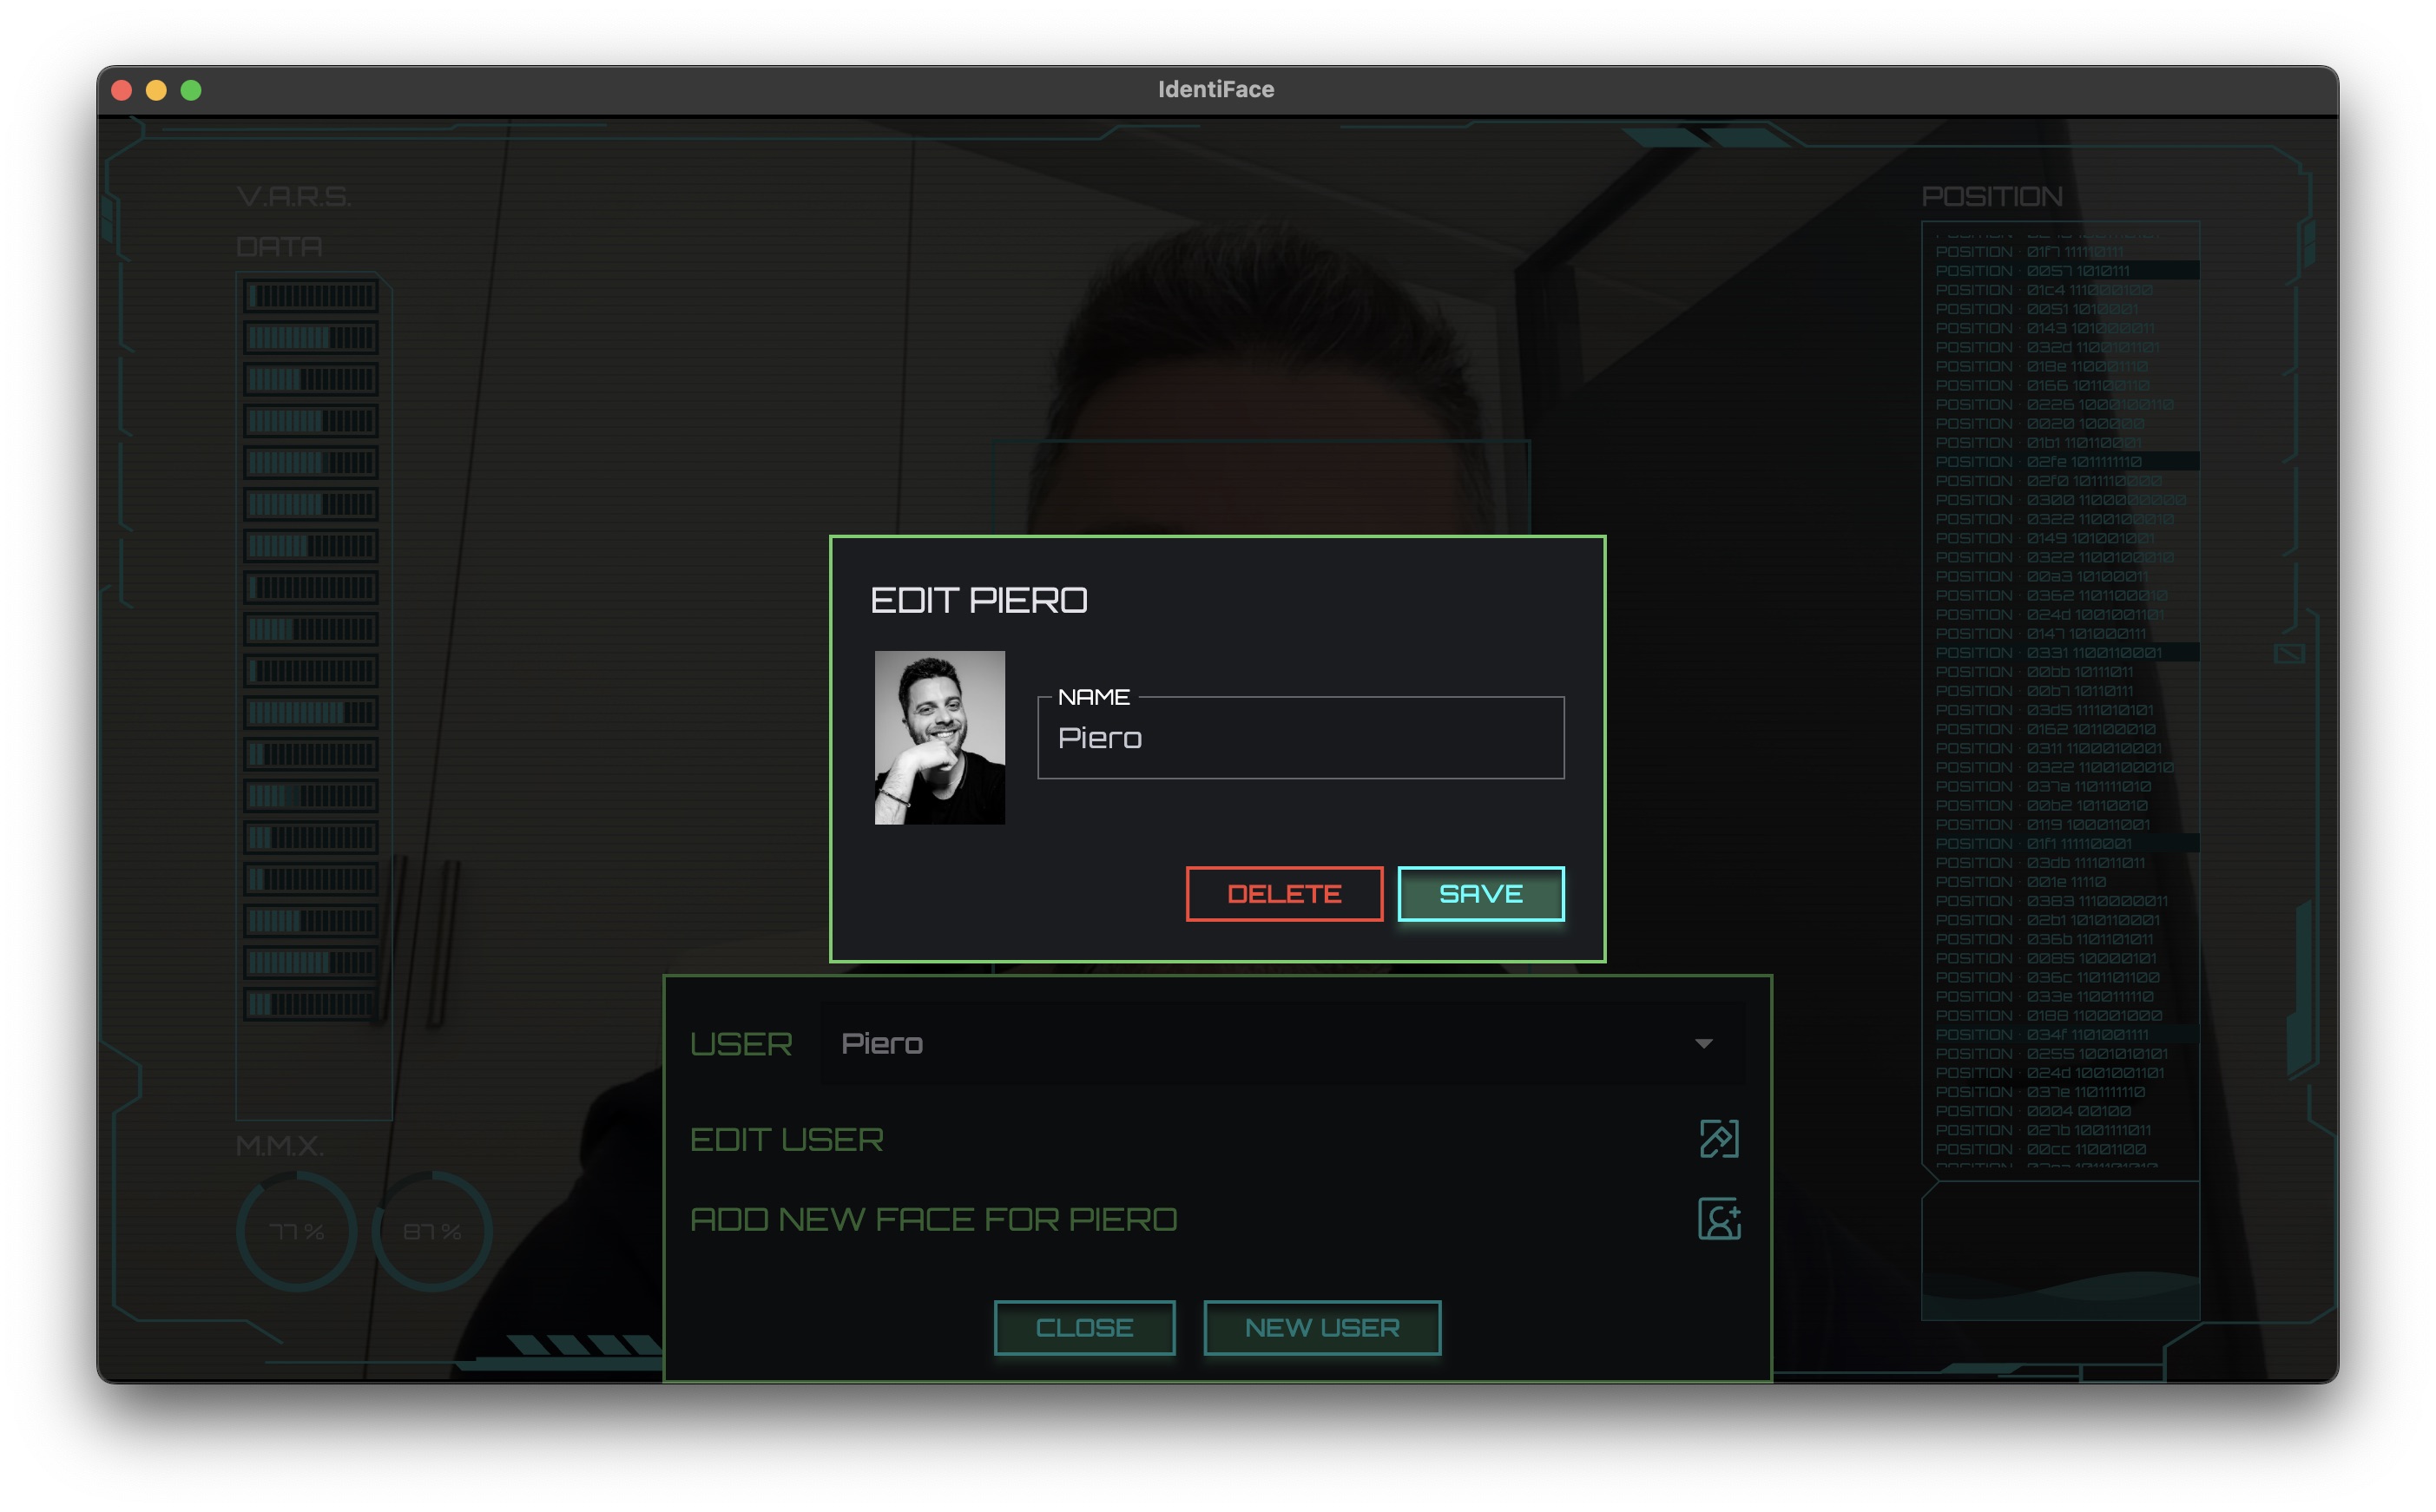 IdentiFace
V.A.R.S.
DATA
M.M.X.
77 %
87 %
EDIT PIERO
NAME
Piero
DELETE
SAVE
USER
Piero
EDIT USER
ADD NEW FACE FOR PIERO
CLOSE
NEW USER
POSITION
POSITION · 01f7 111110111
POSITION · 0057 1010111
POSITION · 01c4 111000100
POSITION · 0051 1010001
POSITION · 0143 101000011
POSITION · 032d 1100101101
POSITION · 018e 110001110
POSITION · 0166 101100110
POSITION · 0226 1000100110
POSITION · 0020 100000
POSITION · 01b1 110110001
POSITION · 02fe 1011111110
POSITION · 02f0 1011110000
POSITION · 0300 1100000000
POSITION · 0322 1100100010
POSITION · 0149 101001001
POSITION · 0322 1100100010
POSITION · 00a3 10100011
POSITION · 0362 1101100010
POSITION · 024d 1001001101
POSITION · 0147 101000111
POSITION · 0331 1100110001
POSITION · 00bb 10111011
POSITION · 00b7 10110111
POSITION · 03d5 1111010101
POSITION · 0162 101100010
POSITION · 0311 1100010001
POSITION · 0322 1100100010
POSITION · 037a 1101111010
POSITION · 00b2 10110010
POSITION · 0119 100011001
POSITION · 01f1 111110001
POSITION · 03db 1111011011
POSITION · 001e 11110
POSITION · 0383 1110000011
POSITION · 02b1 1010110001
POSITION · 036b 1101101011
POSITION · 0085 10000101
POSITION · 036c 1101101100
POSITION · 033e 1100111110
POSITION · 0188 110001000
POSITION · 034f 1101001111
POSITION · 0255 1001010101
POSITION · 024d 1001001101
POSITION · 037e 1101111110
POSITION · 0004 00100
POSITION · 027b 1001111011
POSITION · 00cc 11001100